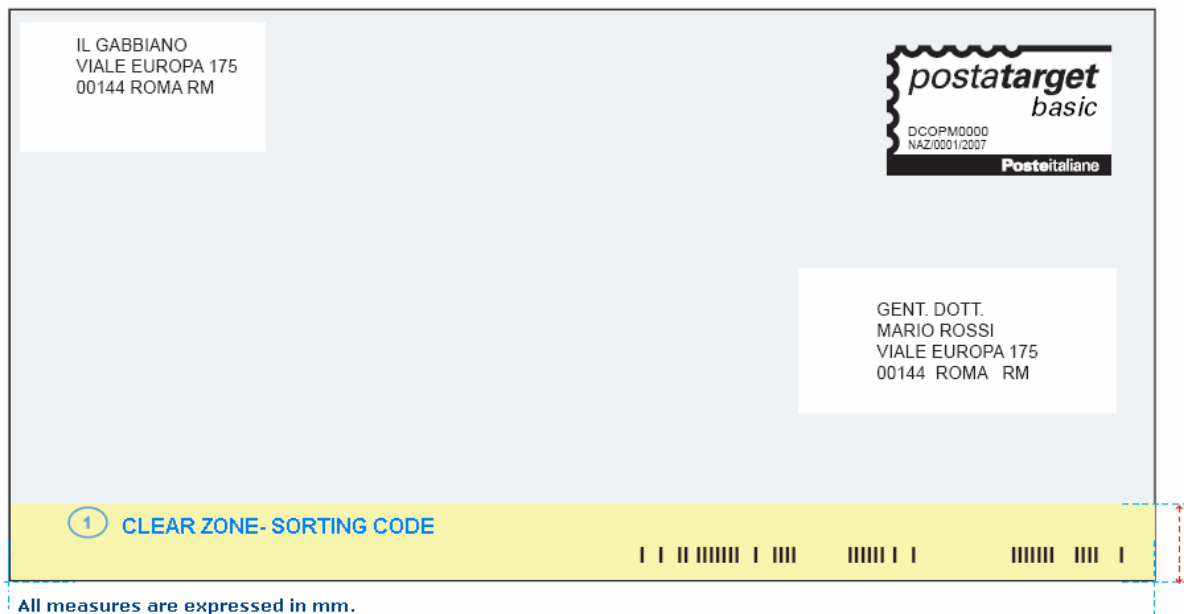 IL GABBIANO
VIALE EUROPA 175
00144 ROMA RM
postatarget
basic
DCOPM0000
NAZ/0001/2007
Posteitaliane
GENT. DOTT.
MARIO ROSSI
VIALE EUROPA 175
00144 ROMA RM
1 CLEAR ZONE- SORTING CODE
All measures are expressed in mm.